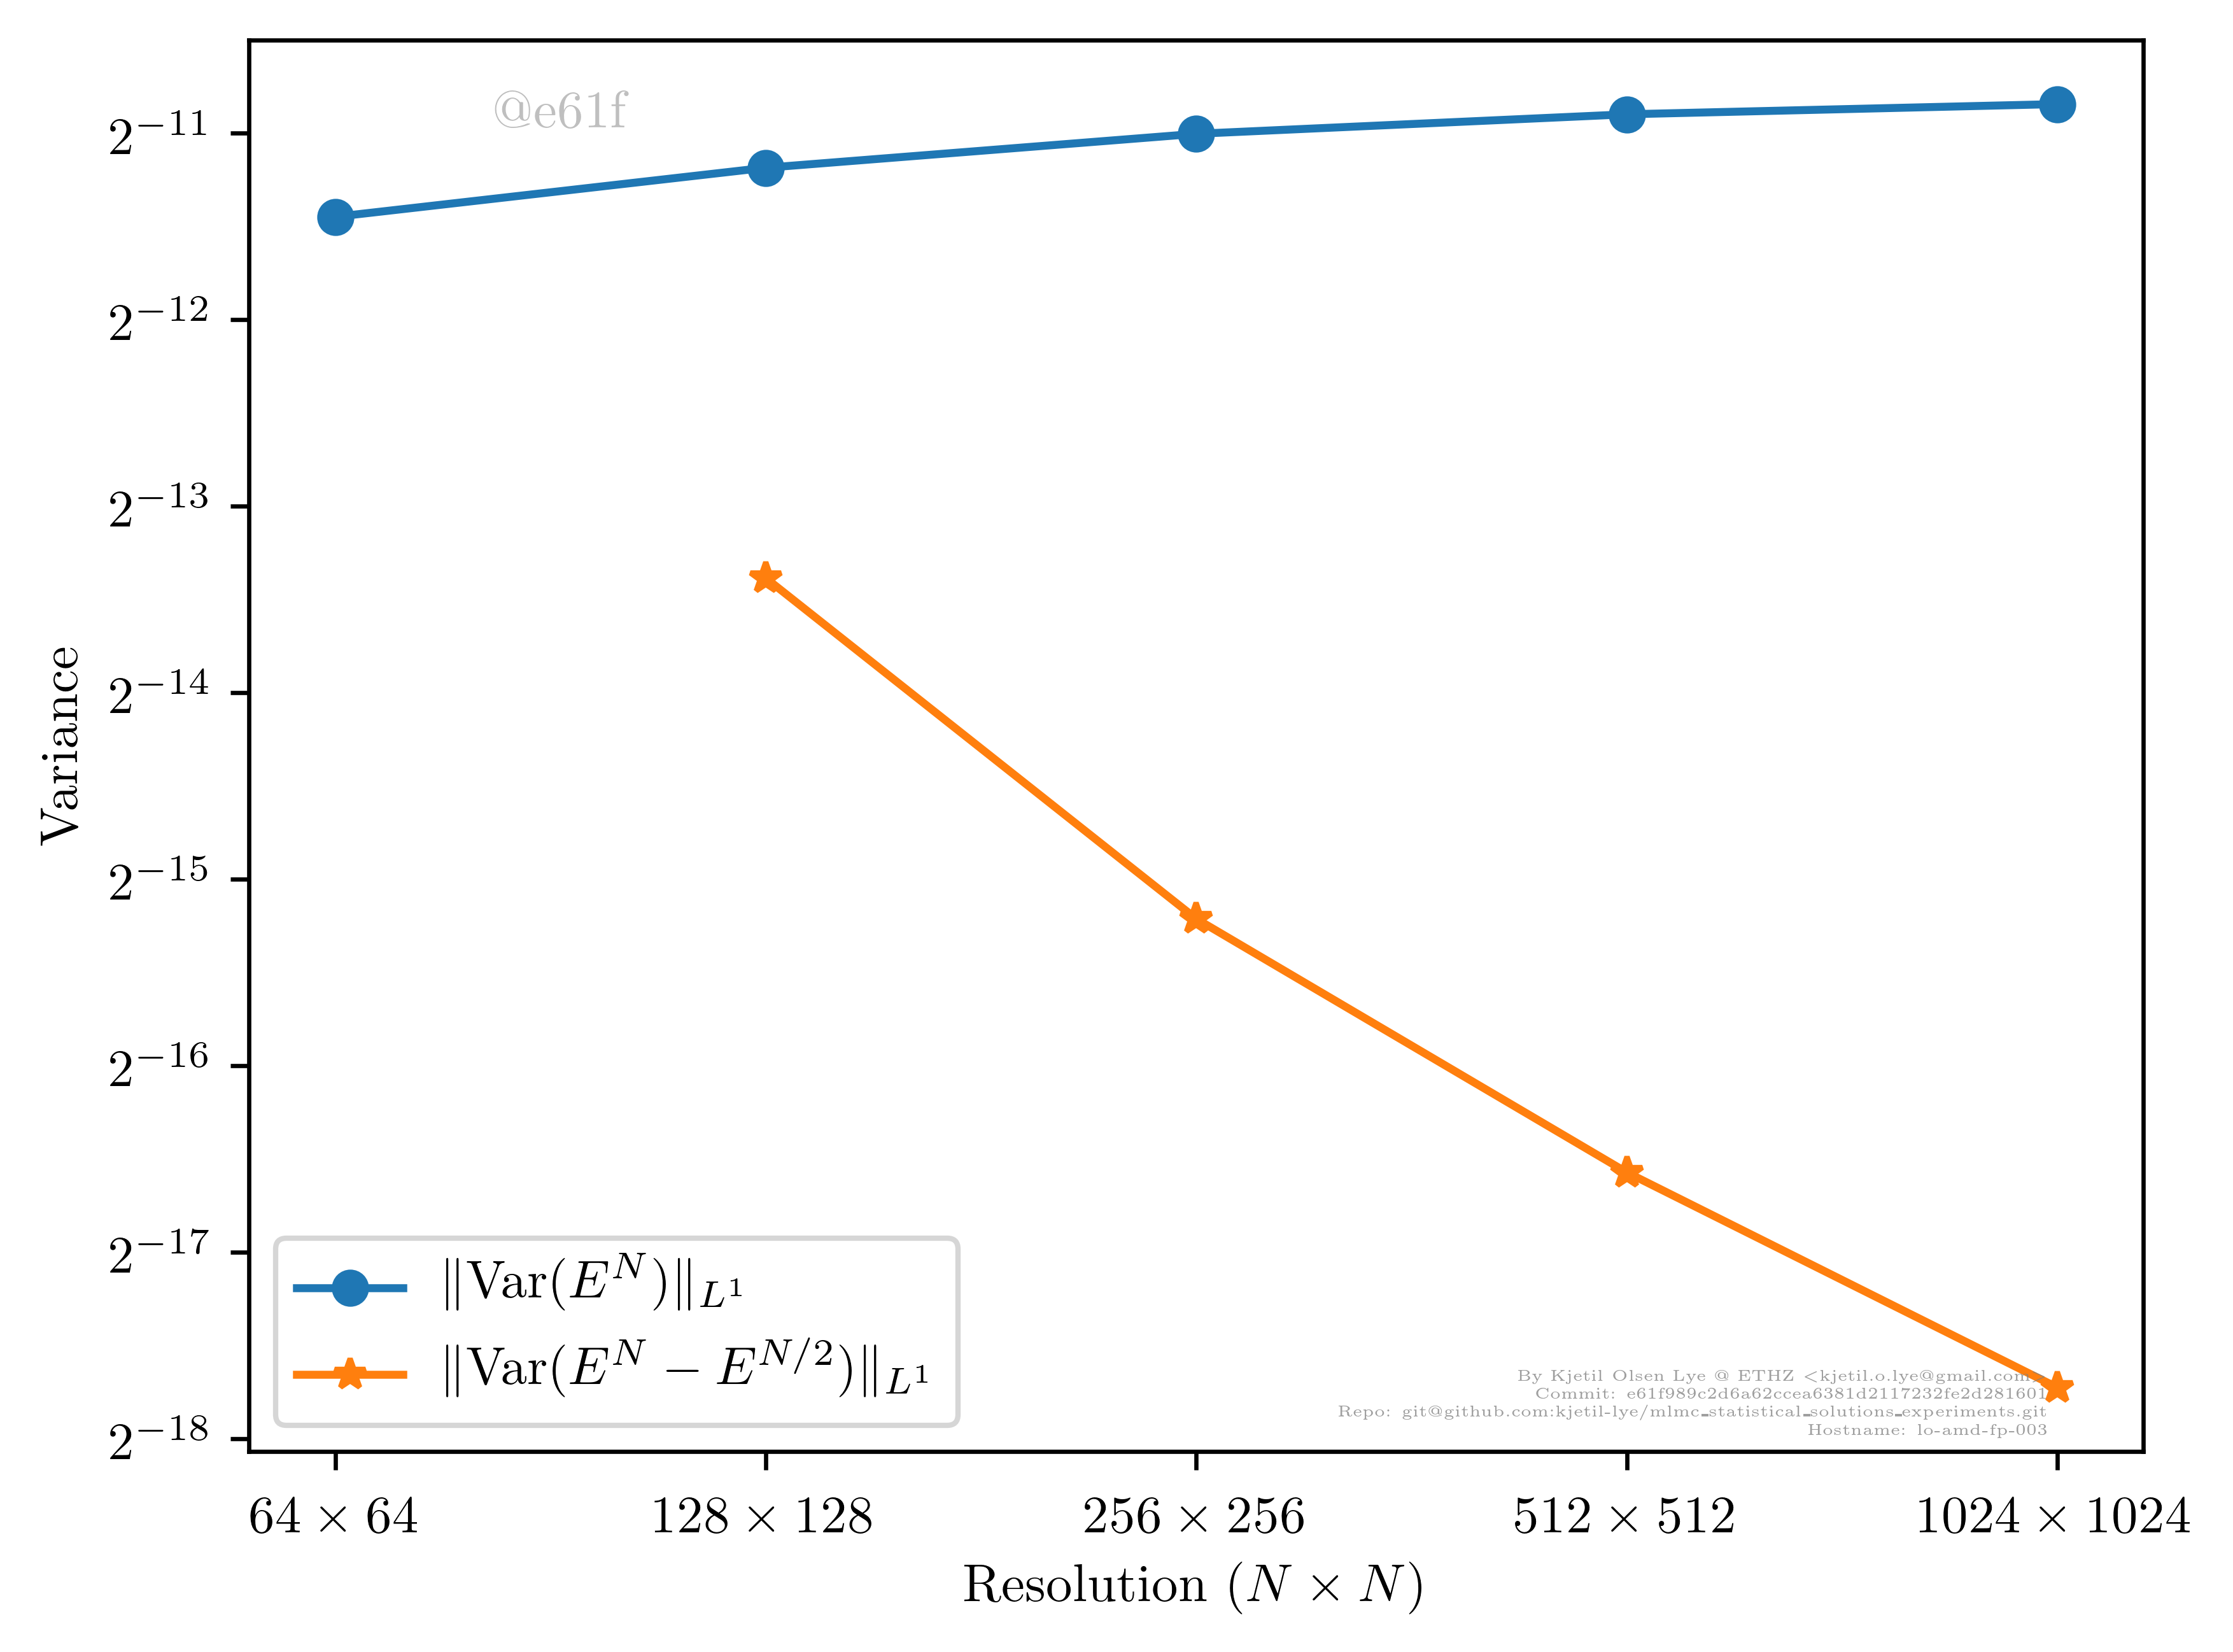 @e61f
2^{-11}
2^{-12}
2^{-13}
2^{-14}
2^{-15}
2^{-16}
2^{-17}
2^{-18}
Variance
‖Var(E^N)‖_{L^1}
‖Var(E^N − E^{N/2})‖_{L^1}
By Kjetil Olsen Lye @ ETHZ <kjetil.o.lye@gmail.com>
Commit: e61f989c2d6a62ccea6381d2117232fe2d281601
Repo: git@github.com:kjetil-lye/mlmc_statistical_solutions_experiments.git
Hostname: lo-amd-fp-003
64 × 64
128 × 128
256 × 256
512 × 512
1024 × 1024
Resolution (N × N)